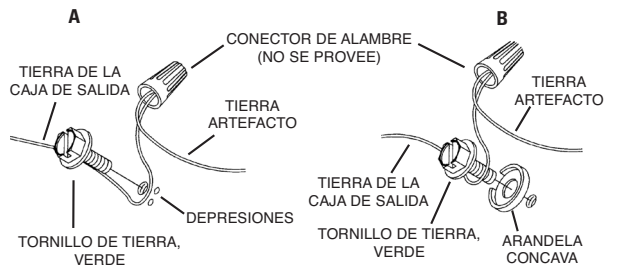 A
B
CONECTOR DE ALAMBRE
(NO SE PROVEE)
TIERRA DE LA
CAJA DE SALIDA
TIERRA
ARTEFACTO
DEPRESIONES
TORNILLO DE TIERRA,
VERDE
TIERRA
ARTEFACTO
TIERRA DE LA
CAJA DE SALIDA
TORNILLO DE TIERRA,
VERDE
ARANDELA
CONCAVA